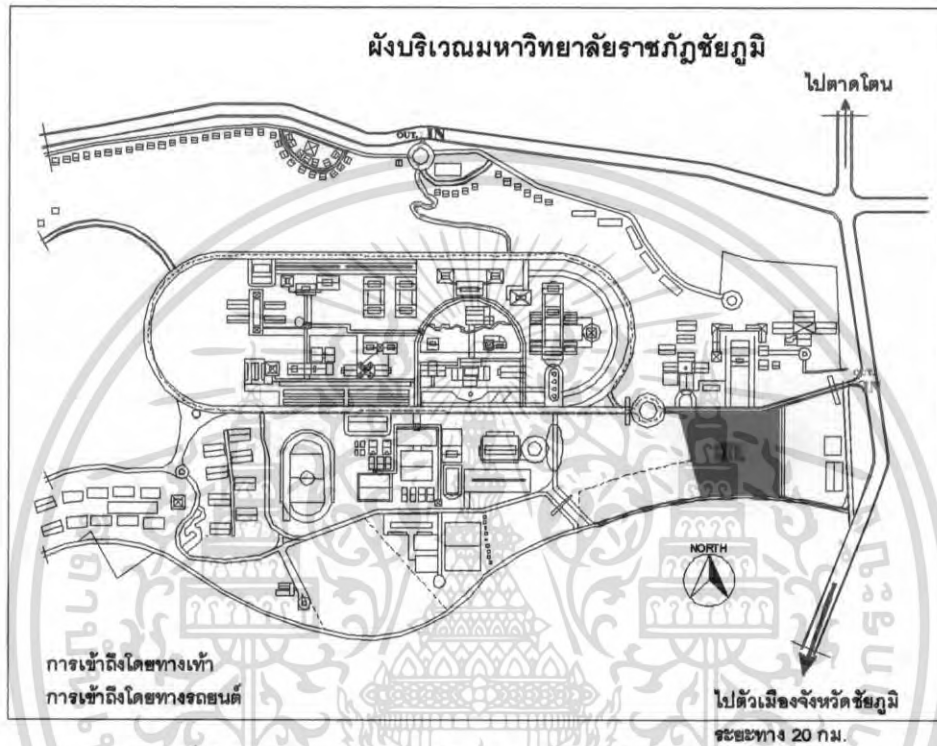 ผังบริเวณมหาวิทยาลัยราชภัฏชัยภูมิ
ไปตาดโตน
OUT. IN
NORTH
การเข้าถึงโดยทางเท้า
การเข้าถึงโดยทางรถยนต์
ไปตัวเมืองจังหวัดชัยภูมิ
ระยะทาง 20 กม.